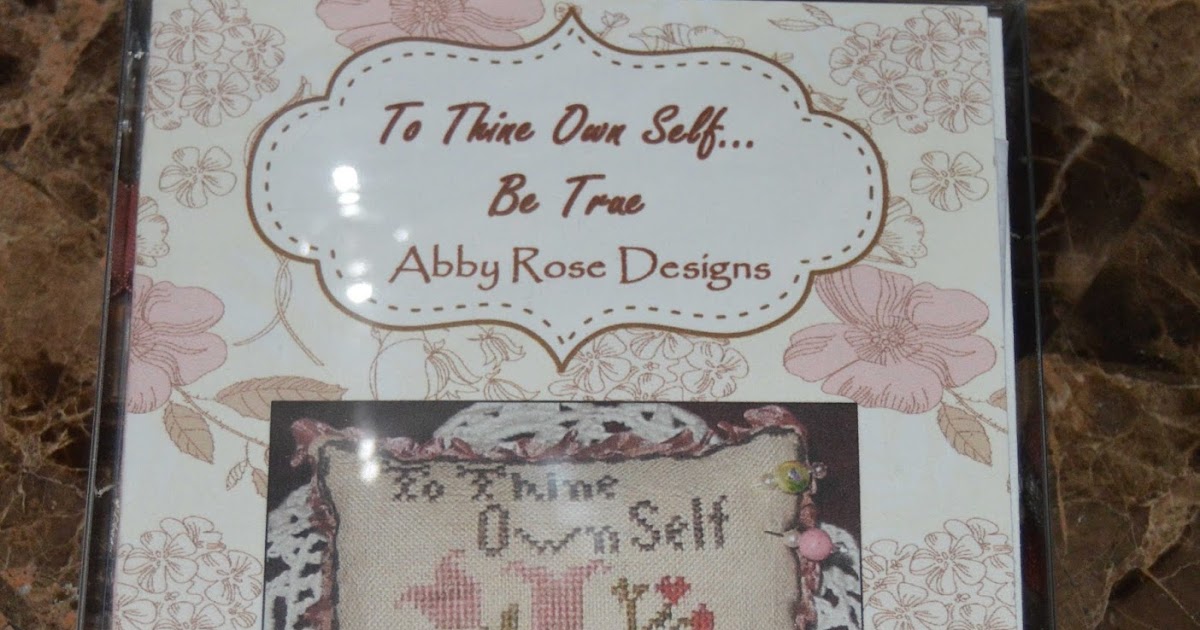 To Thine Own Self...
Be True
Abby Rose Designs
To Thine
Own Self